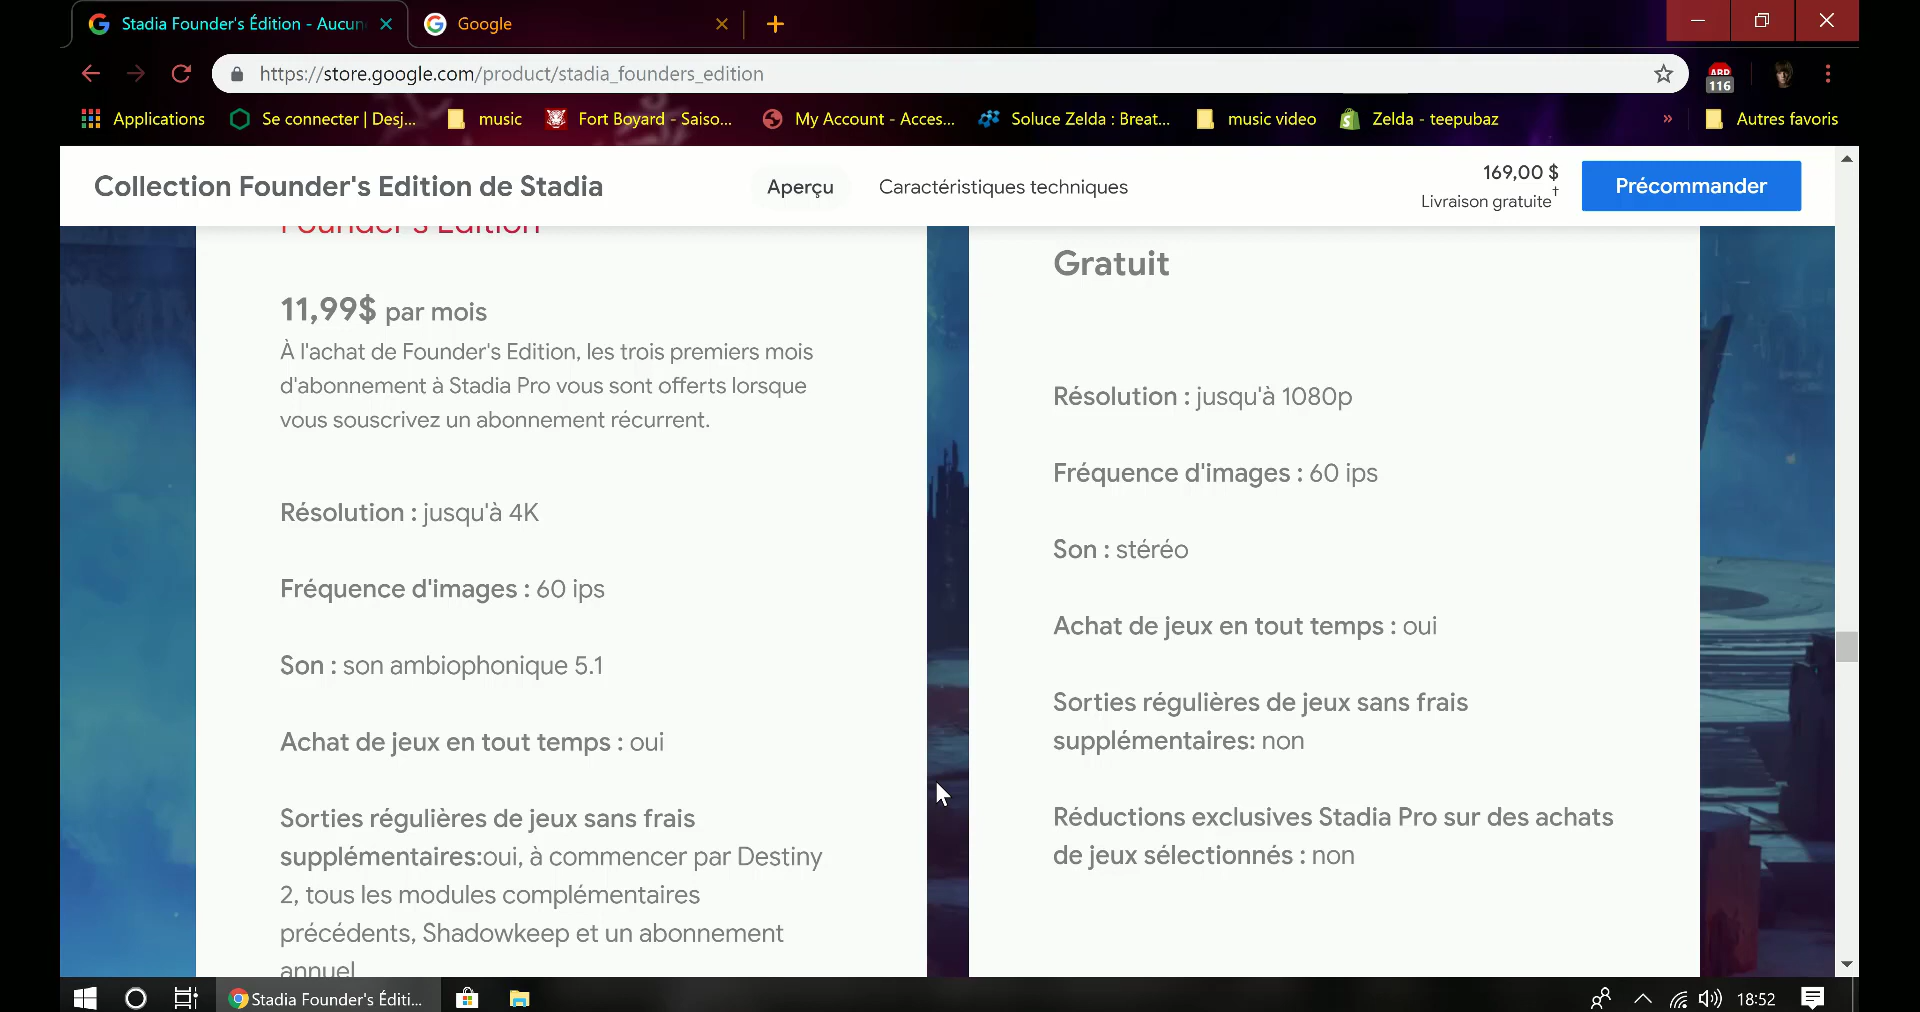 Stadia Founder's Édition - Aucun
Google
https://store.google.com/product/stadia_founders_edition
ABP
116
Applications
Se connecter | Desj...
music
Fort Boyard - Saiso...
My Account - Acces...
Soluce Zelda : Breat...
music video
Zelda - teepubaz
»
Autres favoris
Collection Founder's Edition de Stadia
Aperçu
Caractéristiques techniques
169,00 $
Livraison gratuite†
Précommander
Founder's Edition
11,99$ par mois
À l'achat de Founder's Edition, les trois premiers mois
d'abonnement à Stadia Pro vous sont offerts lorsque
vous souscrivez un abonnement récurrent.
Résolution : jusqu'à 4K
Fréquence d'images : 60 ips
Son : son ambiophonique 5.1
Achat de jeux en tout temps : oui
Sorties régulières de jeux sans frais
supplémentaires:oui, à commencer par Destiny
2, tous les modules complémentaires
précédents, Shadowkeep et un abonnement
annuel
Gratuit
Résolution : jusqu'à 1080p
Fréquence d'images : 60 ips
Son : stéréo
Achat de jeux en tout temps : oui
Sorties régulières de jeux sans frais
supplémentaires: non
Réductions exclusives Stadia Pro sur des achats
de jeux sélectionnés : non
Stadia Founder's Éditi...
18:52